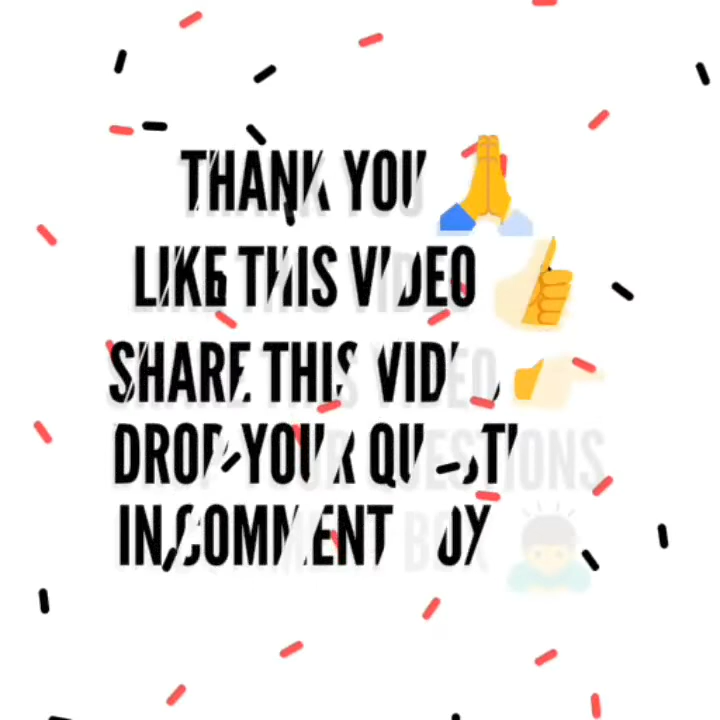 THANK YOU 🙏
LIKE THIS VIDEO 👍
SHARE THIS VIDEO 👉
DROP YOUR QUESTIONS
IN COMMENT BOX 🙇